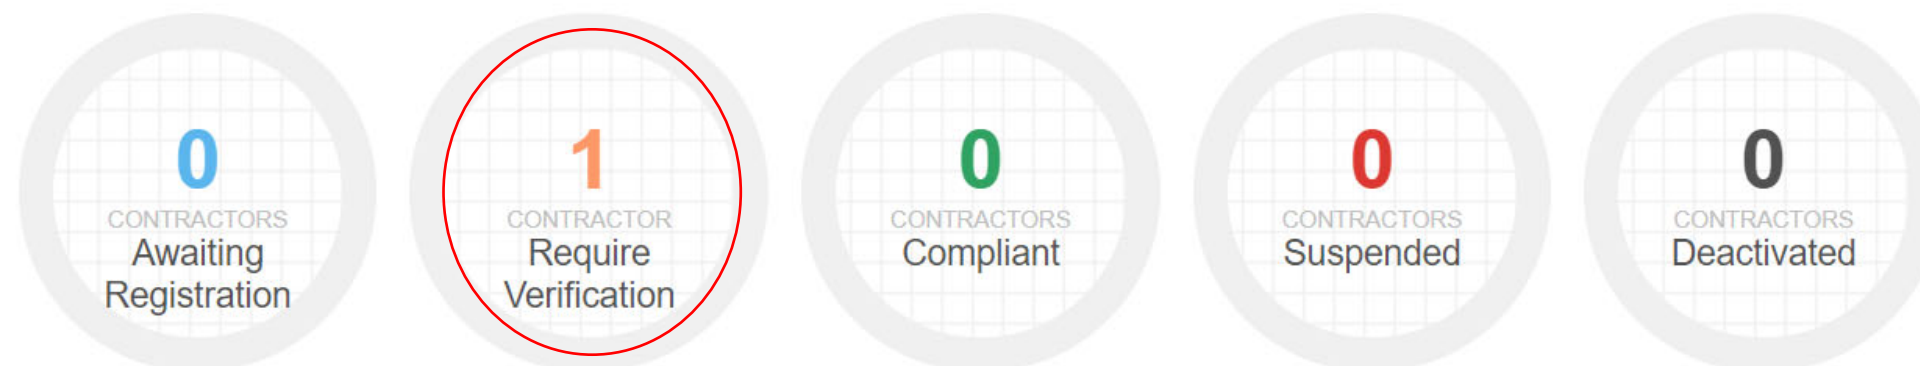 0
CONTRACTORS
Awaiting
Registration
1
CONTRACTOR
Require
Verification
0
CONTRACTORS
Compliant
0
CONTRACTORS
Suspended
0
CONTRACTORS
Deactivated